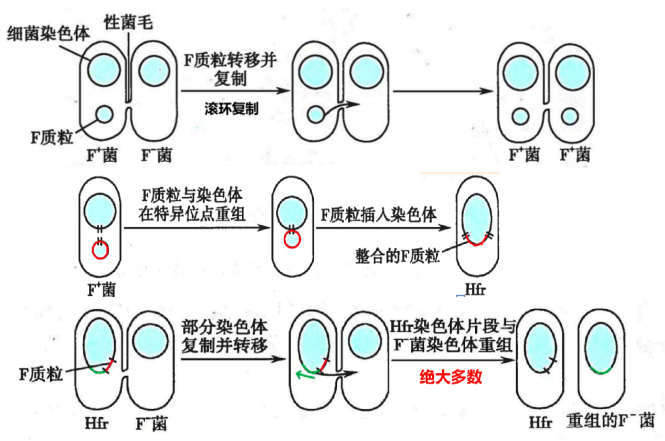 性菌毛
细菌染色体
F质粒转移并
复制
滚环复制
F质粒
F⁺菌 F⁻菌
F⁺菌 F⁺菌
F质粒与染色体
在特异位点重组
F质粒插入染色体
整合的F质粒
F⁺菌
Hfr
部分染色体
复制并转移
Hfr染色体片段与
F⁻菌染色体重组
绝大多数
F质粒
Hfr F⁻菌
Hfr 重组的F⁻菌